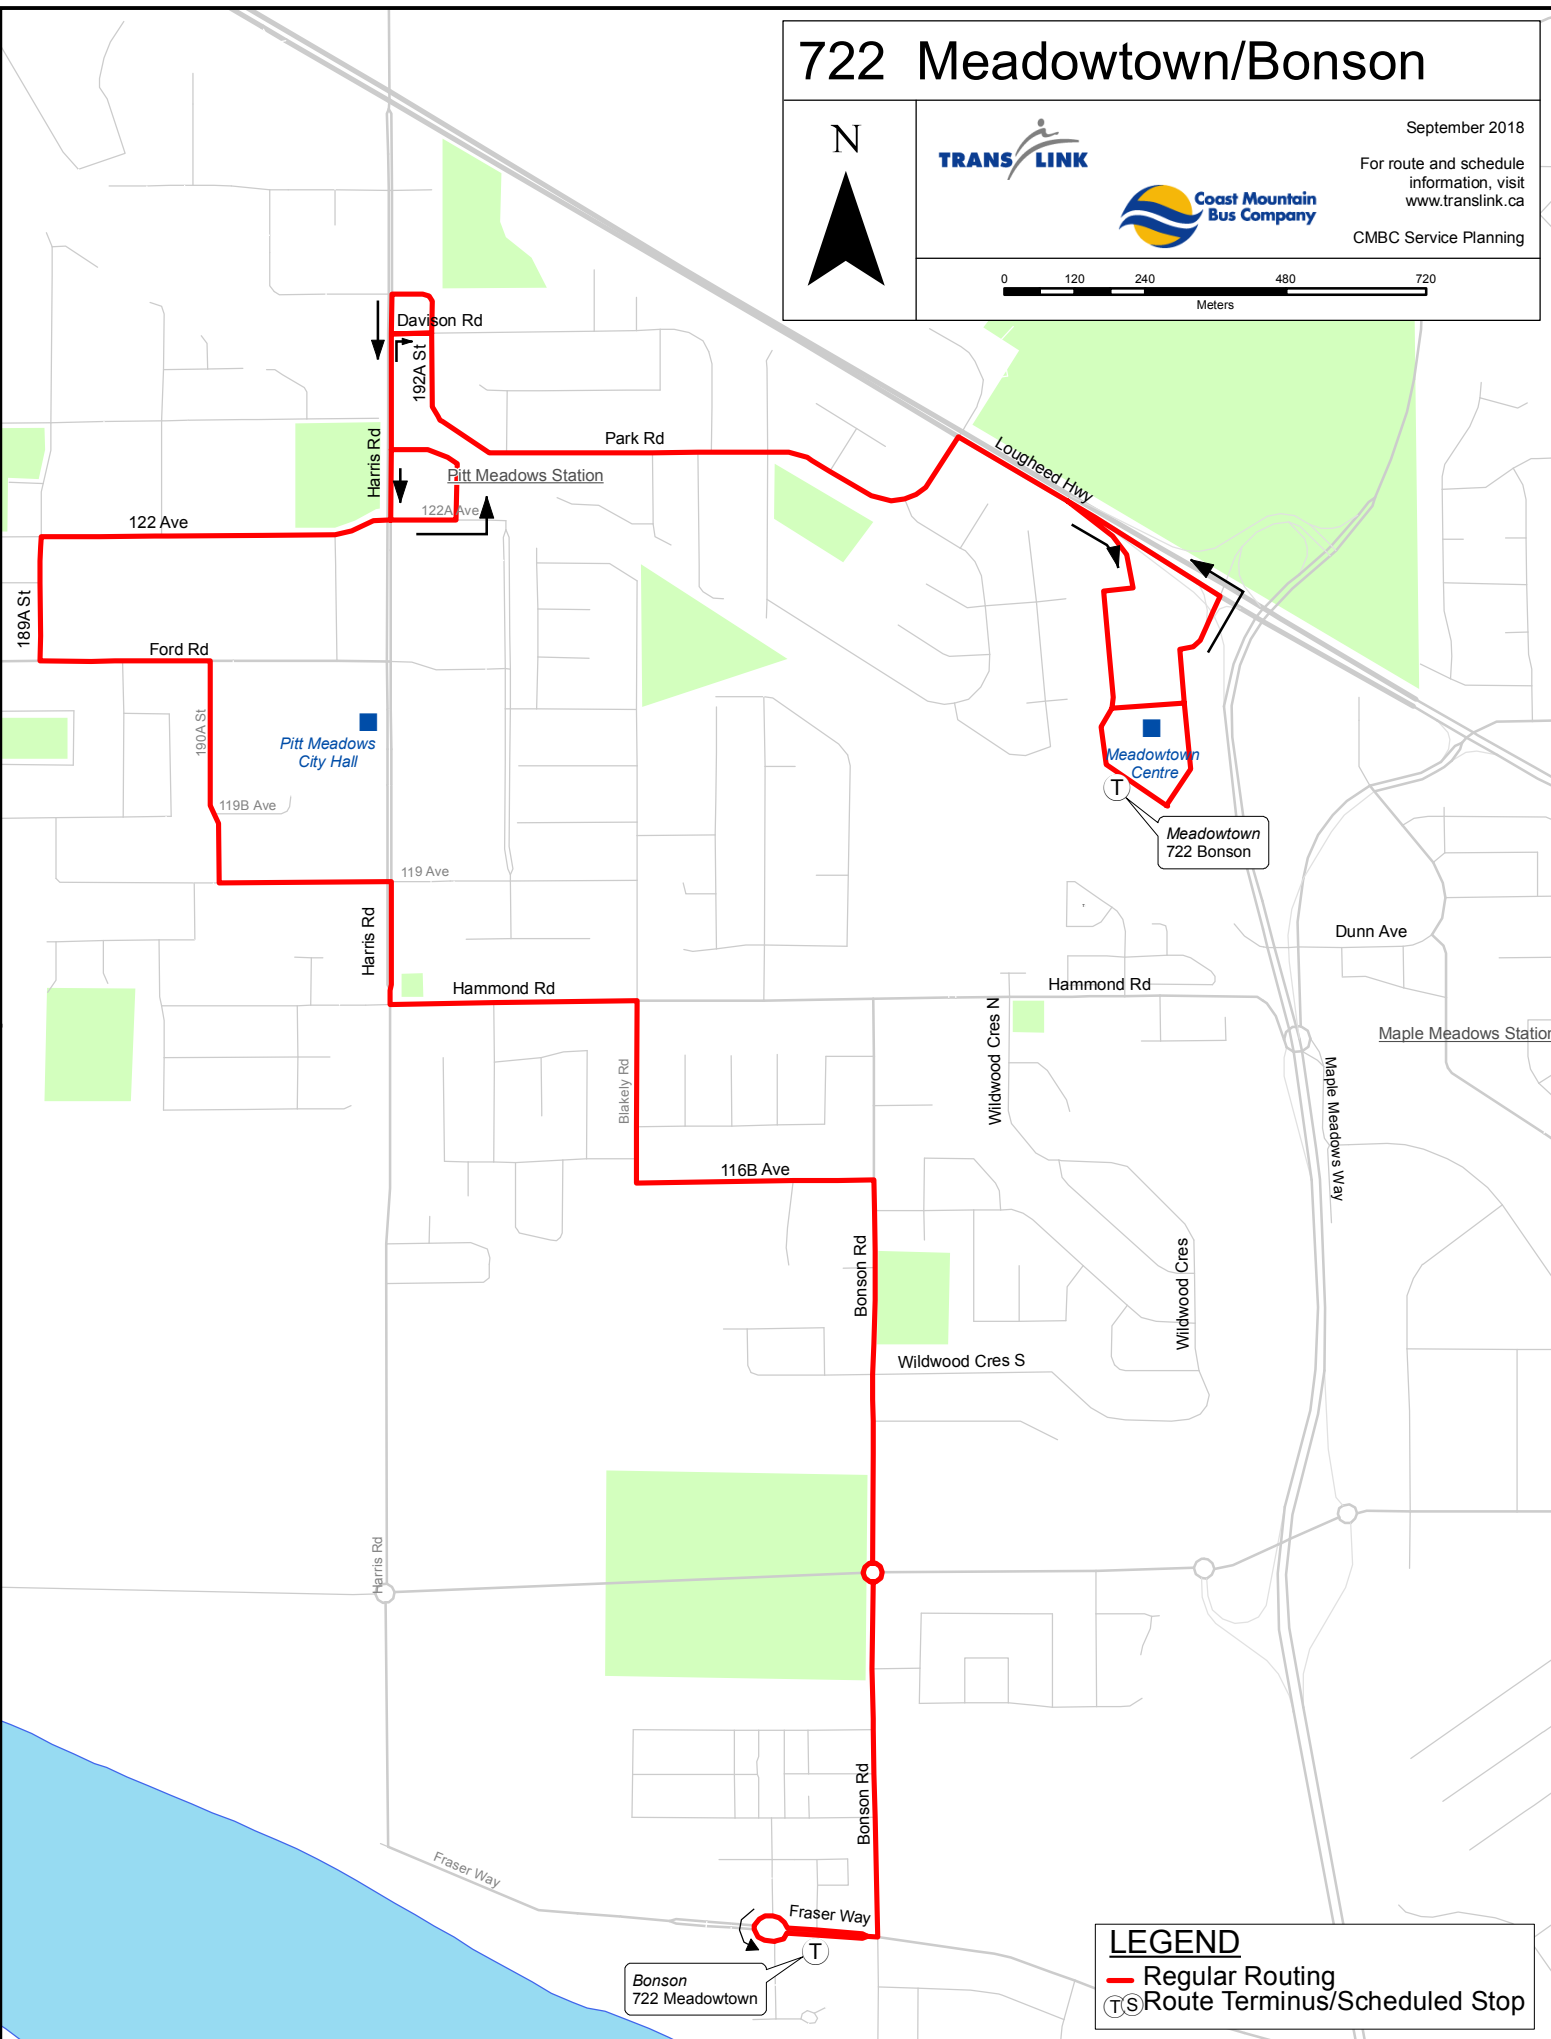 722 Meadowtown/Bonson
N
TRANS LINK
September 2018
For route and schedule
information, visit
www.translink.ca
Coast Mountain
Bus Company
CMBC Service Planning
0 120 240 480 720
Meters
Davison Rd
192A St
Harris Rd
Park Rd
Lougheed Hwy
Pitt Meadows Station
122A Ave
122 Ave
189A St
Ford Rd
190A St
Pitt Meadows
City Hall
Meadowtown
Centre
T
Meadowtown
722 Bonson
119B Ave
119 Ave
Harris Rd
Dunn Ave
Hammond Rd
Hammond Rd
Wildwood Cres N
Maple Meadows Station
Blakely Rd
Maple Meadows Way
116B Ave
Bonson Rd
Wildwood Cres
Wildwood Cres S
Harris Rd
Bonson Rd
Fraser Way
Fraser Way
T
Bonson
722 Meadowtown
LEGEND
Regular Routing
T S Route Terminus/Scheduled Stop